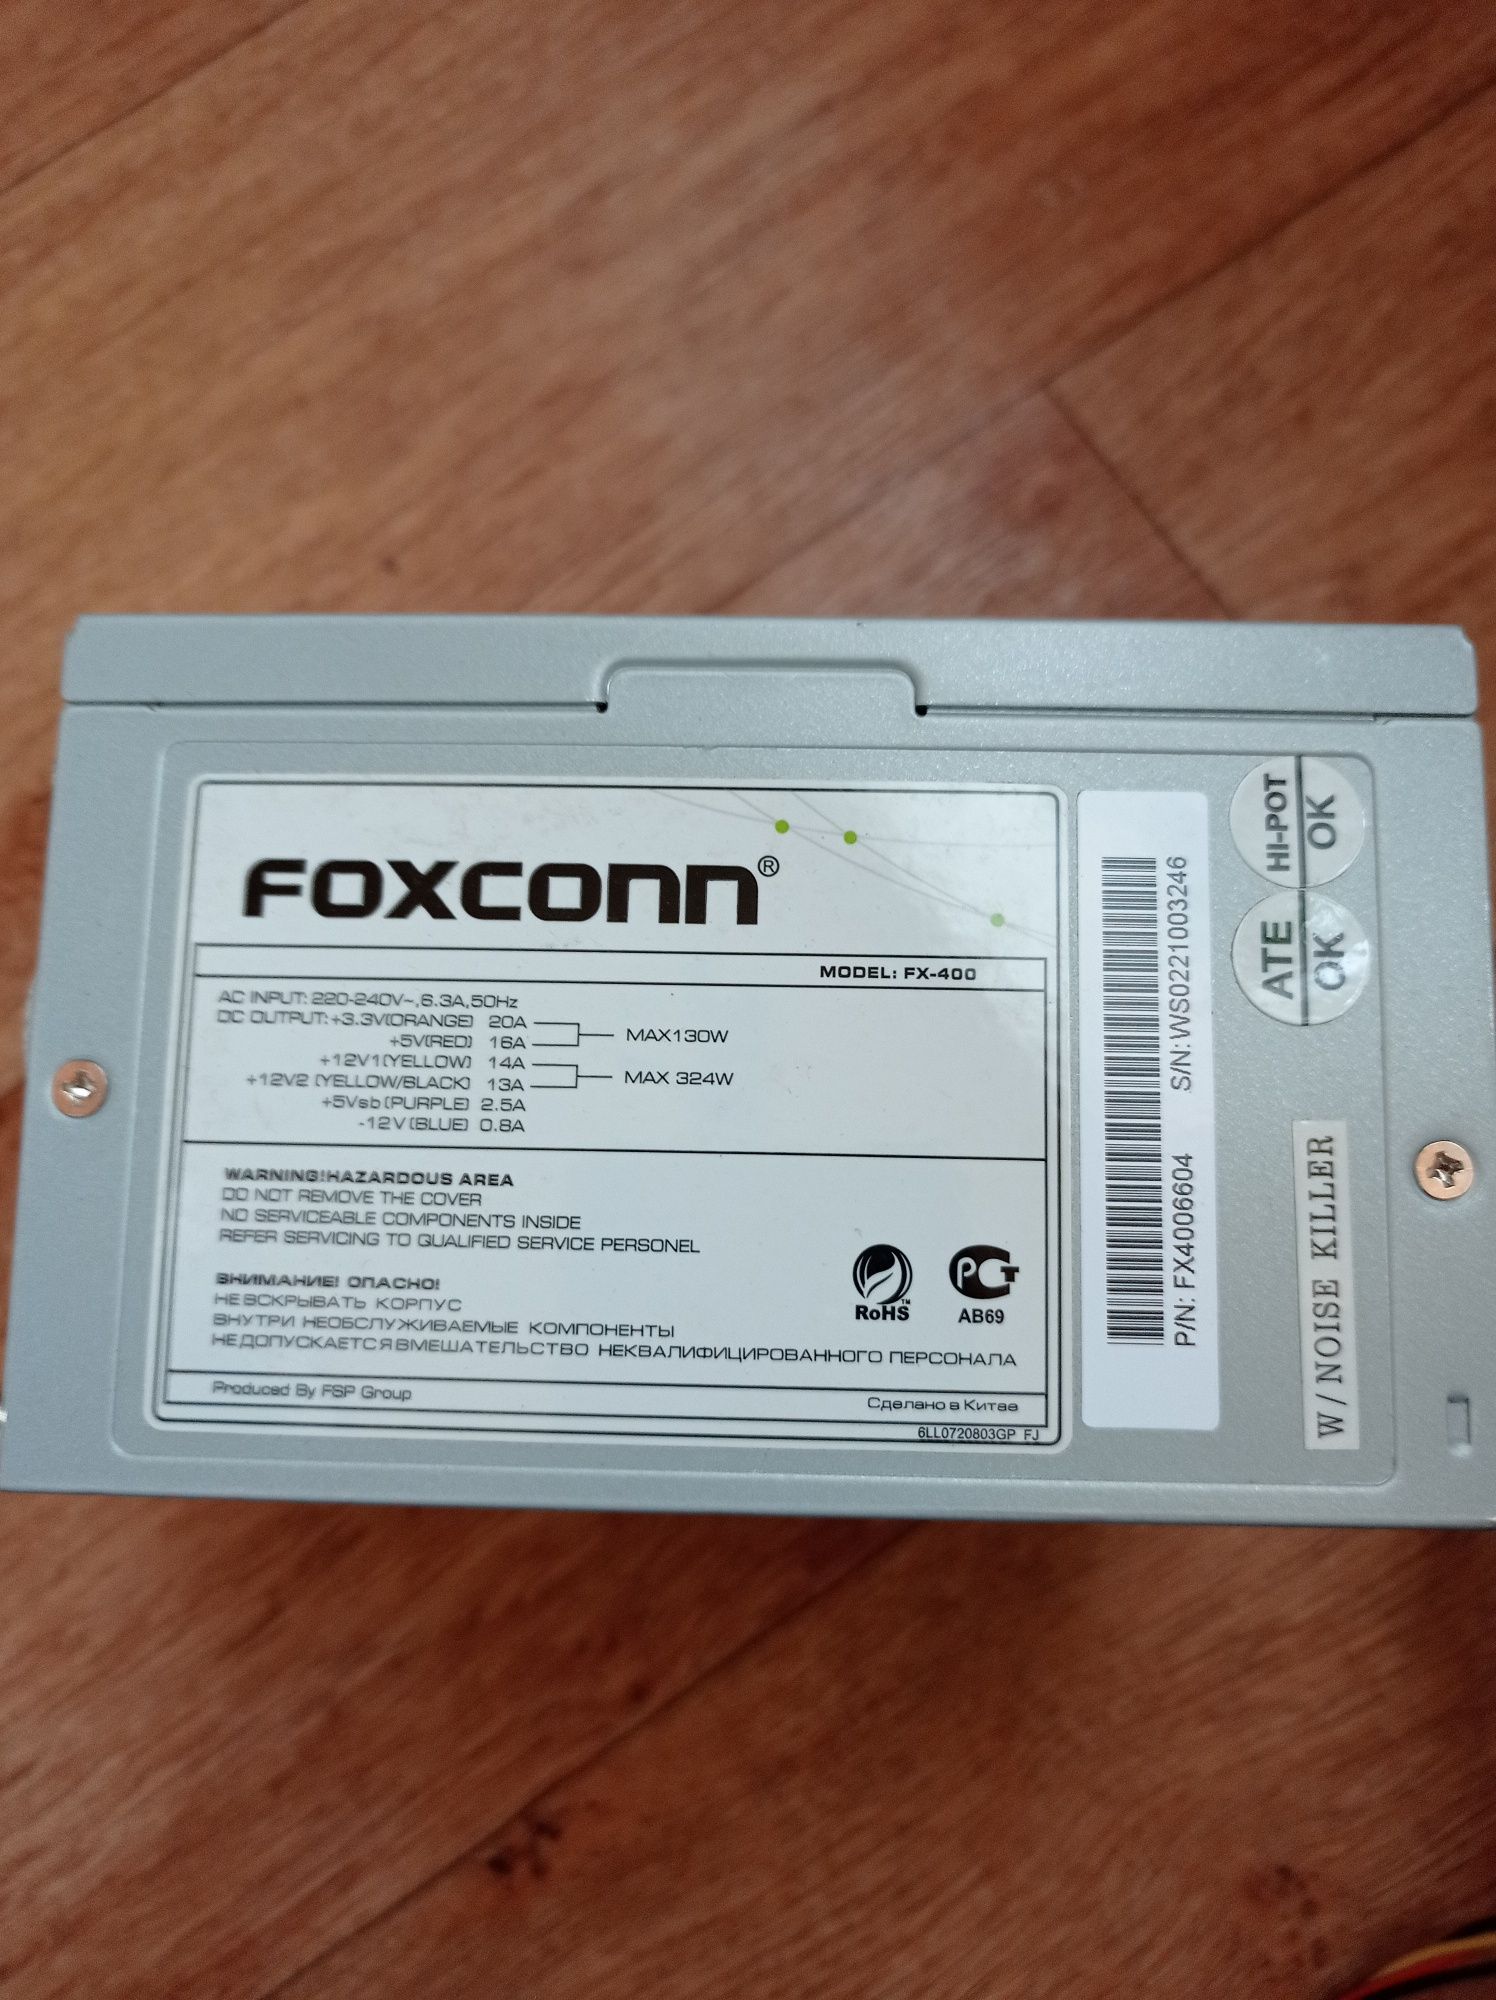 FOXCONN®
MODEL: FX-400
AC INPUT: 220-240V~,6.3A,50Hz
DC OUTPUT: +3.3V(ORANGE) 20A
+5V(RED) 16A
MAX130W
+12V1(YELLOW) 14A
+12V2 (YELLOW/BLACK) 13A
MAX 324W
+5Vsb(PURPLE) 2.5A
-12V(BLUE) 0.8A
WARNING!HAZARDOUS AREA
DO NOT REMOVE THE COVER
NO SERVICEABLE COMPONENTS INSIDE
REFER SERVICING TO QUALIFIED SERVICE PERSONEL
ВНИМАНИЕ! ОПАСНО!
НЕ ВСКРЫВАТЬ КОРПУС
ВНУТРИ НЕОБСЛУЖИВАЕМЫЕ КОМПОНЕНТЫ
НЕ ДОПУСКАЕТСЯ ВМЕШАТЕЛЬСТВО НЕКВАЛИФИЦИРОВАННОГО ПЕРСОНАЛА
RoHS™
РСТ
АВ69
Produced By FSP Group
Сделано в Китае
6LL0720803GP FJ
P/N: FX4006604 S/N: WS0221003246
HI-POT
OK
ATE
OK
W/NOISE KILLER